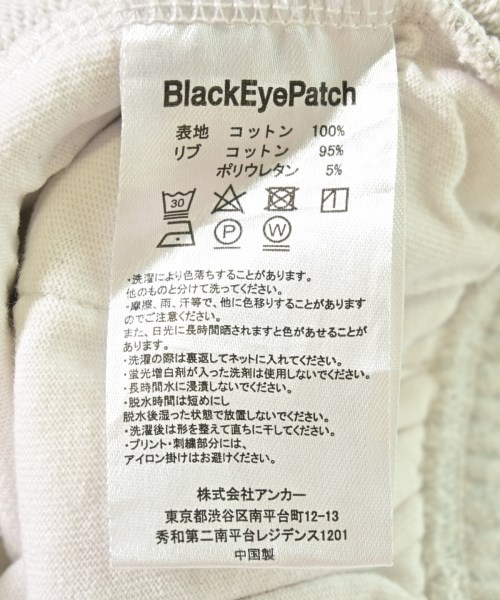 BlackEyePatch
表地 コットン 100%
リブ コットン 95%
ポリウレタン 5%
30
P W
・洗濯により色落ちすることがあります。
他のものと分けて洗ってください。
・摩擦、雨、汗等で、他に色移りすることがあります
のでご注意ください。
また、日光に長時間晒されますと色があせることが
あります。
・洗濯の際は裏返してネットに入れてください。
・蛍光増白剤が入った洗剤は使用しないでください。
・長時間水に浸漬しないでください。
・脱水時間は短めにし
脱水後湿った状態で放置しないでください。
・洗濯後は形を整えて直ちに干してください。
・プリント・刺繍部分には、
アイロン掛けはお避けください。
株式会社アンカー
東京都渋谷区南平台町12-13
秀和第二南平台レジデンス1201
中国製